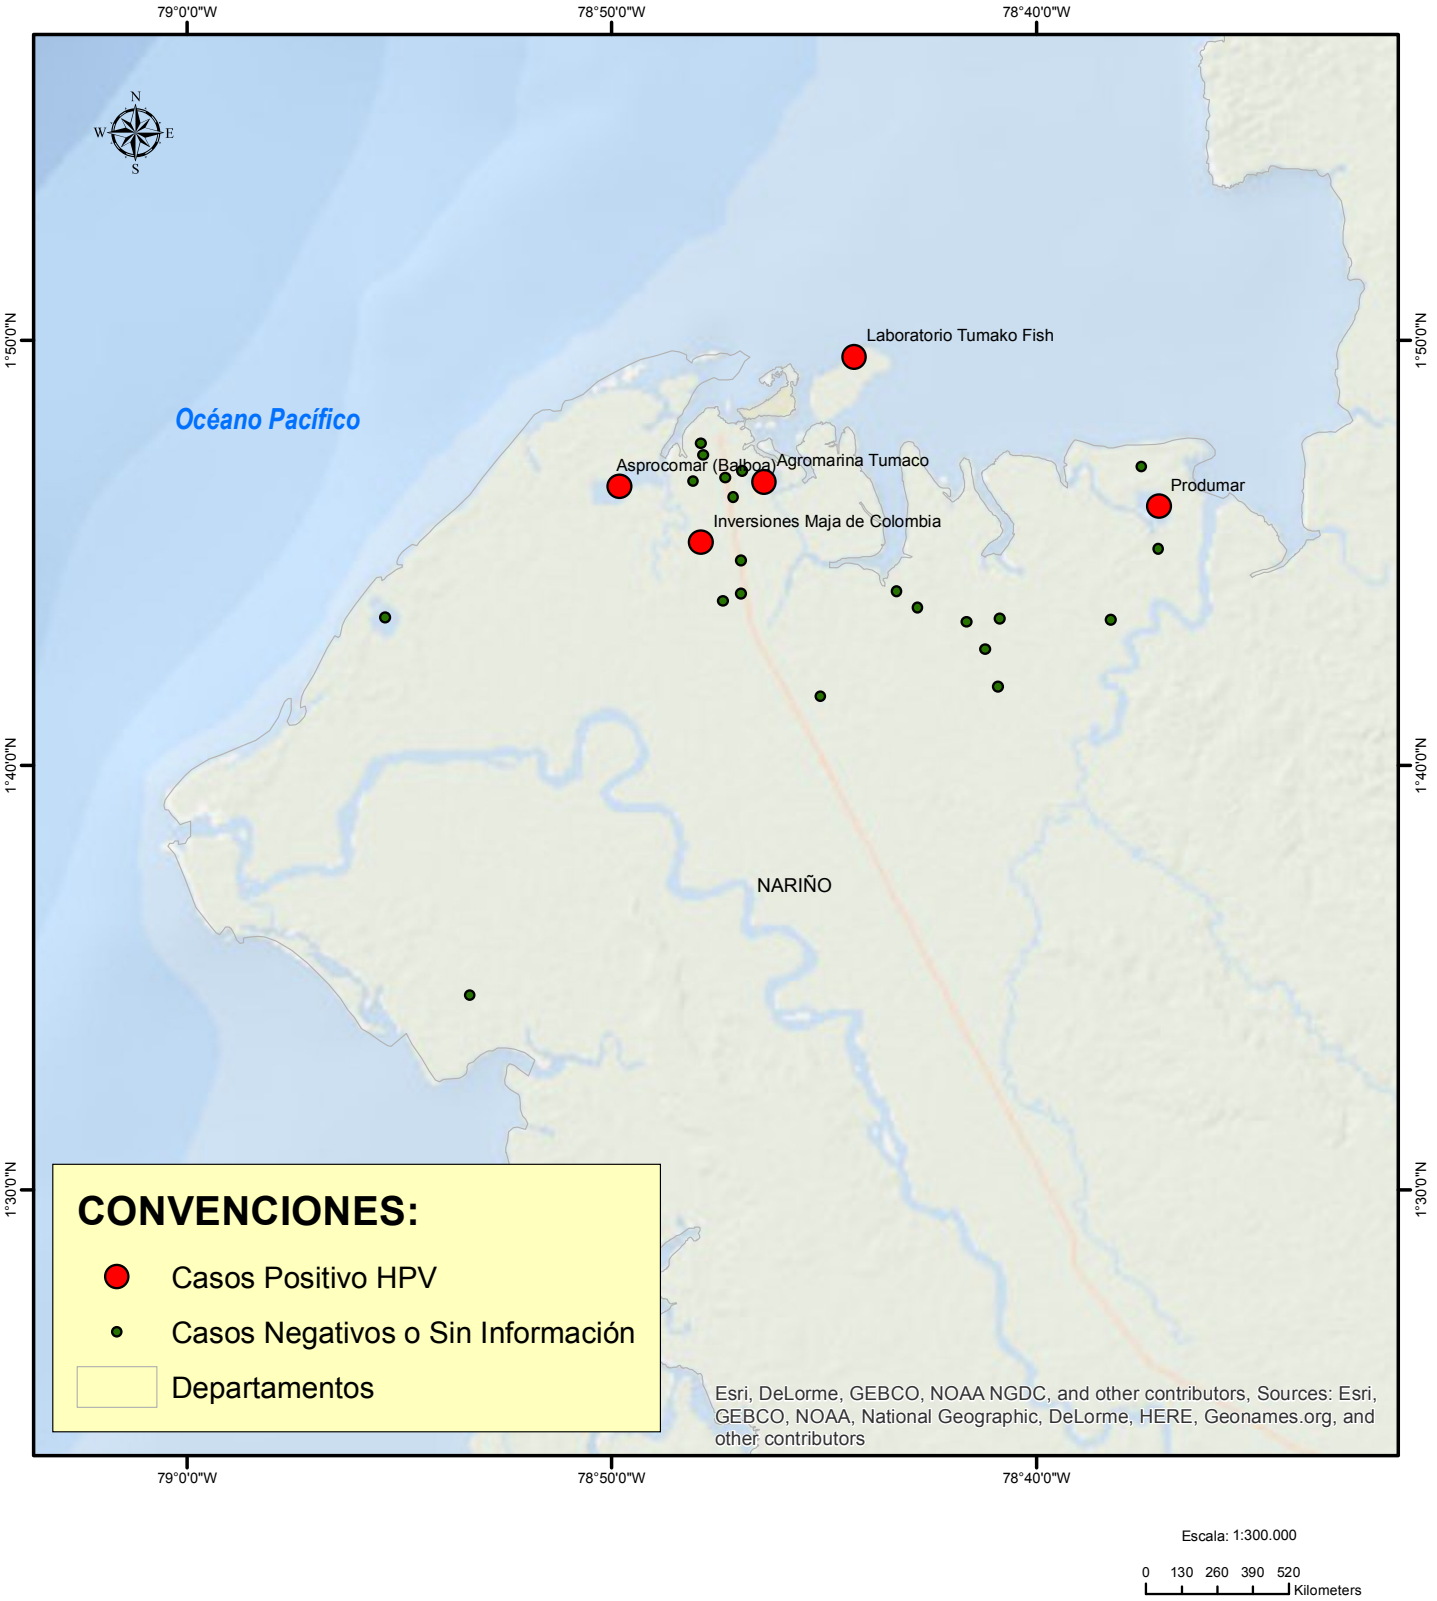 79°0'0"W 78°50'0"W 78°40'0"W
N
W E
S
1°50'0"N 1°50'0"N
Laboratorio Tumako Fish
Océano Pacífico
Asprocomar (Balboa) Agromarina Tumaco
Produmar
Inversiones Maja de Colombia
1°40'0"N 1°40'0"N
NARIÑO
1°30'0"N 1°30'0"N
CONVENCIONES:
Casos Positivo HPV
Casos Negativos o Sin Información
Departamentos
Esri, DeLorme, GEBCO, NOAA NGDC, and other contributors, Sources: Esri,
GEBCO, NOAA, National Geographic, DeLorme, HERE, Geonames.org, and
other contributors
79°0'0"W 78°50'0"W 78°40'0"W
Escala: 1:300.000
0 130 260 390 520
Kilometers